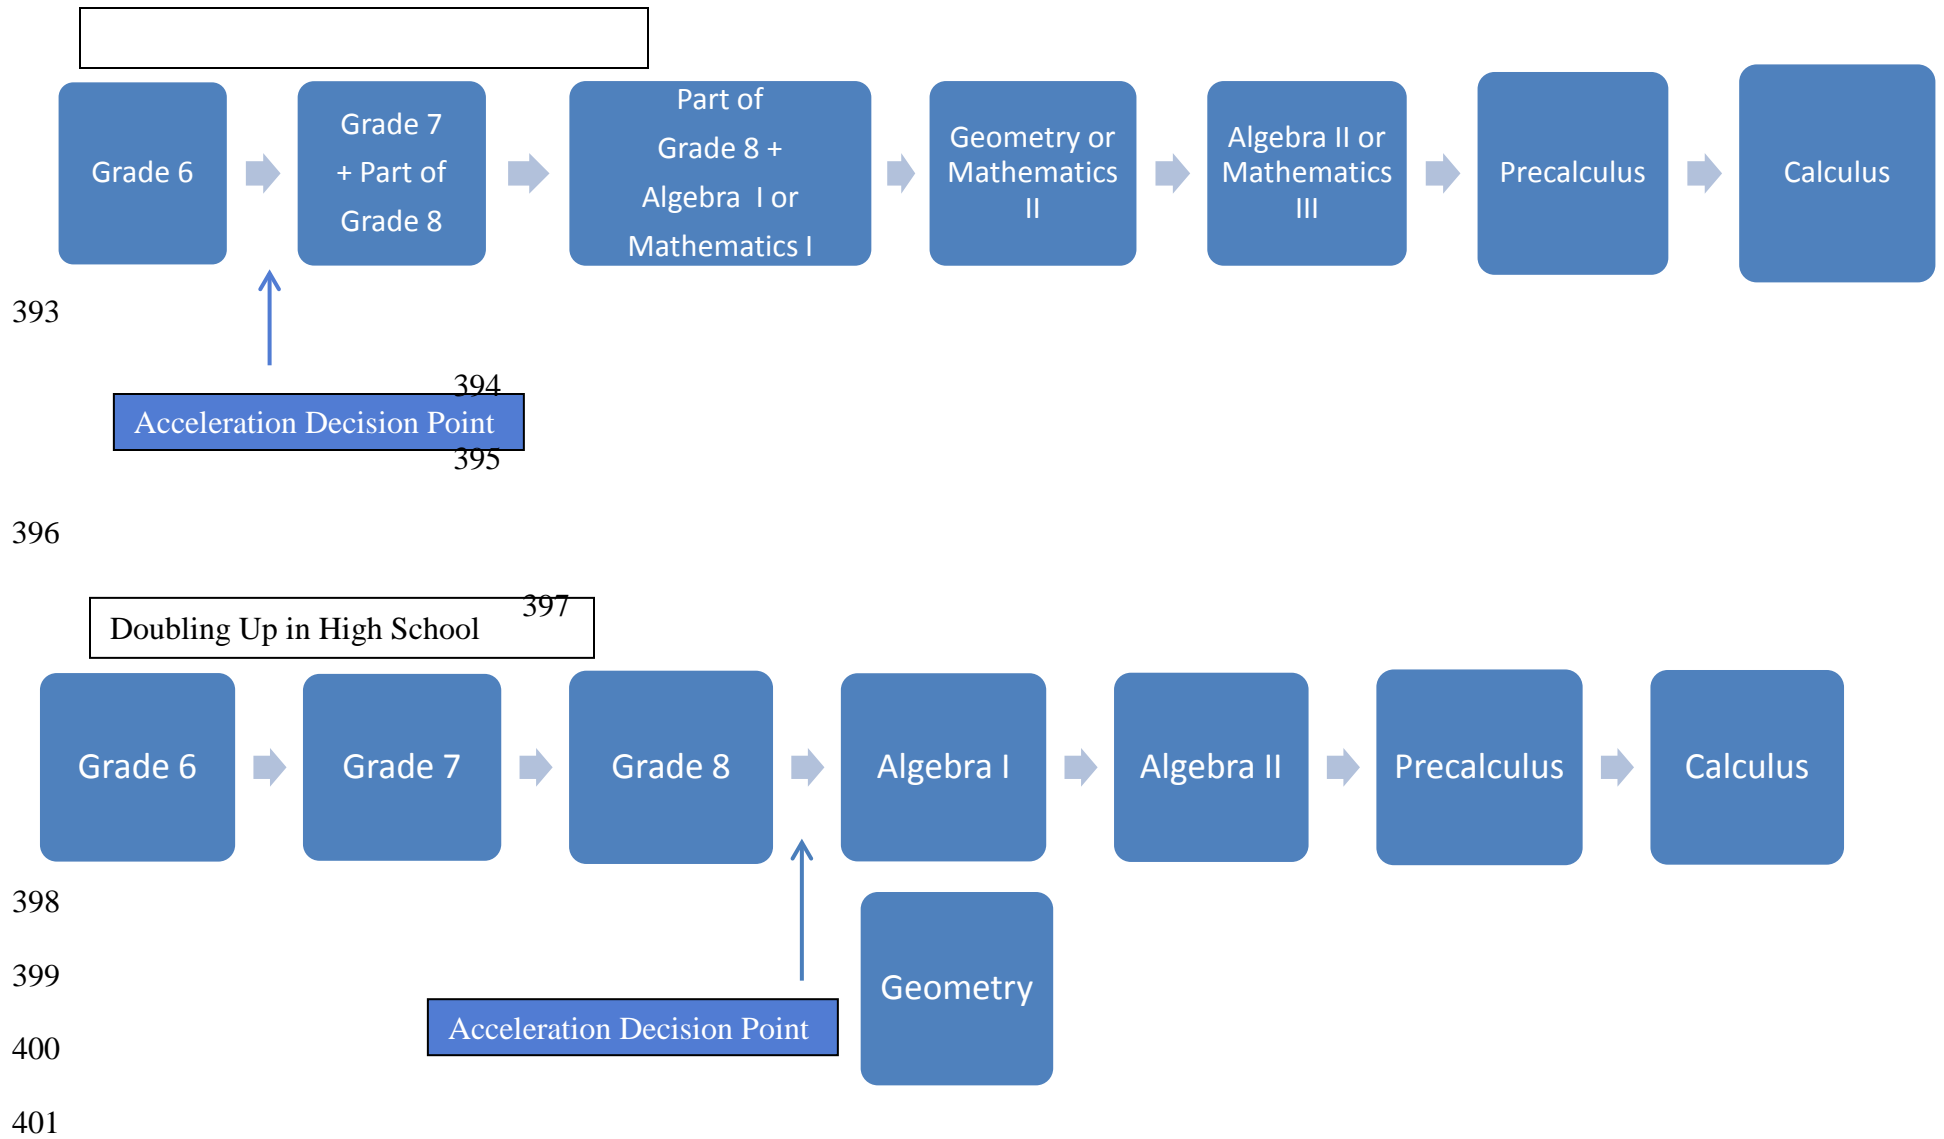 Grade 6
Grade 7
+ Part of
Grade 8
Part of
Grade 8 +
Algebra I or
Mathematics I
Geometry or
Mathematics
II
Algebra II or
Mathematics
III
Precalculus
Calculus
393
394
Acceleration Decision Point
395
396
397
Doubling Up in High School
Grade 6
Grade 7
Grade 8
Algebra I
Algebra II
Precalculus
Calculus
398
399
Geometry
Acceleration Decision Point
400
401